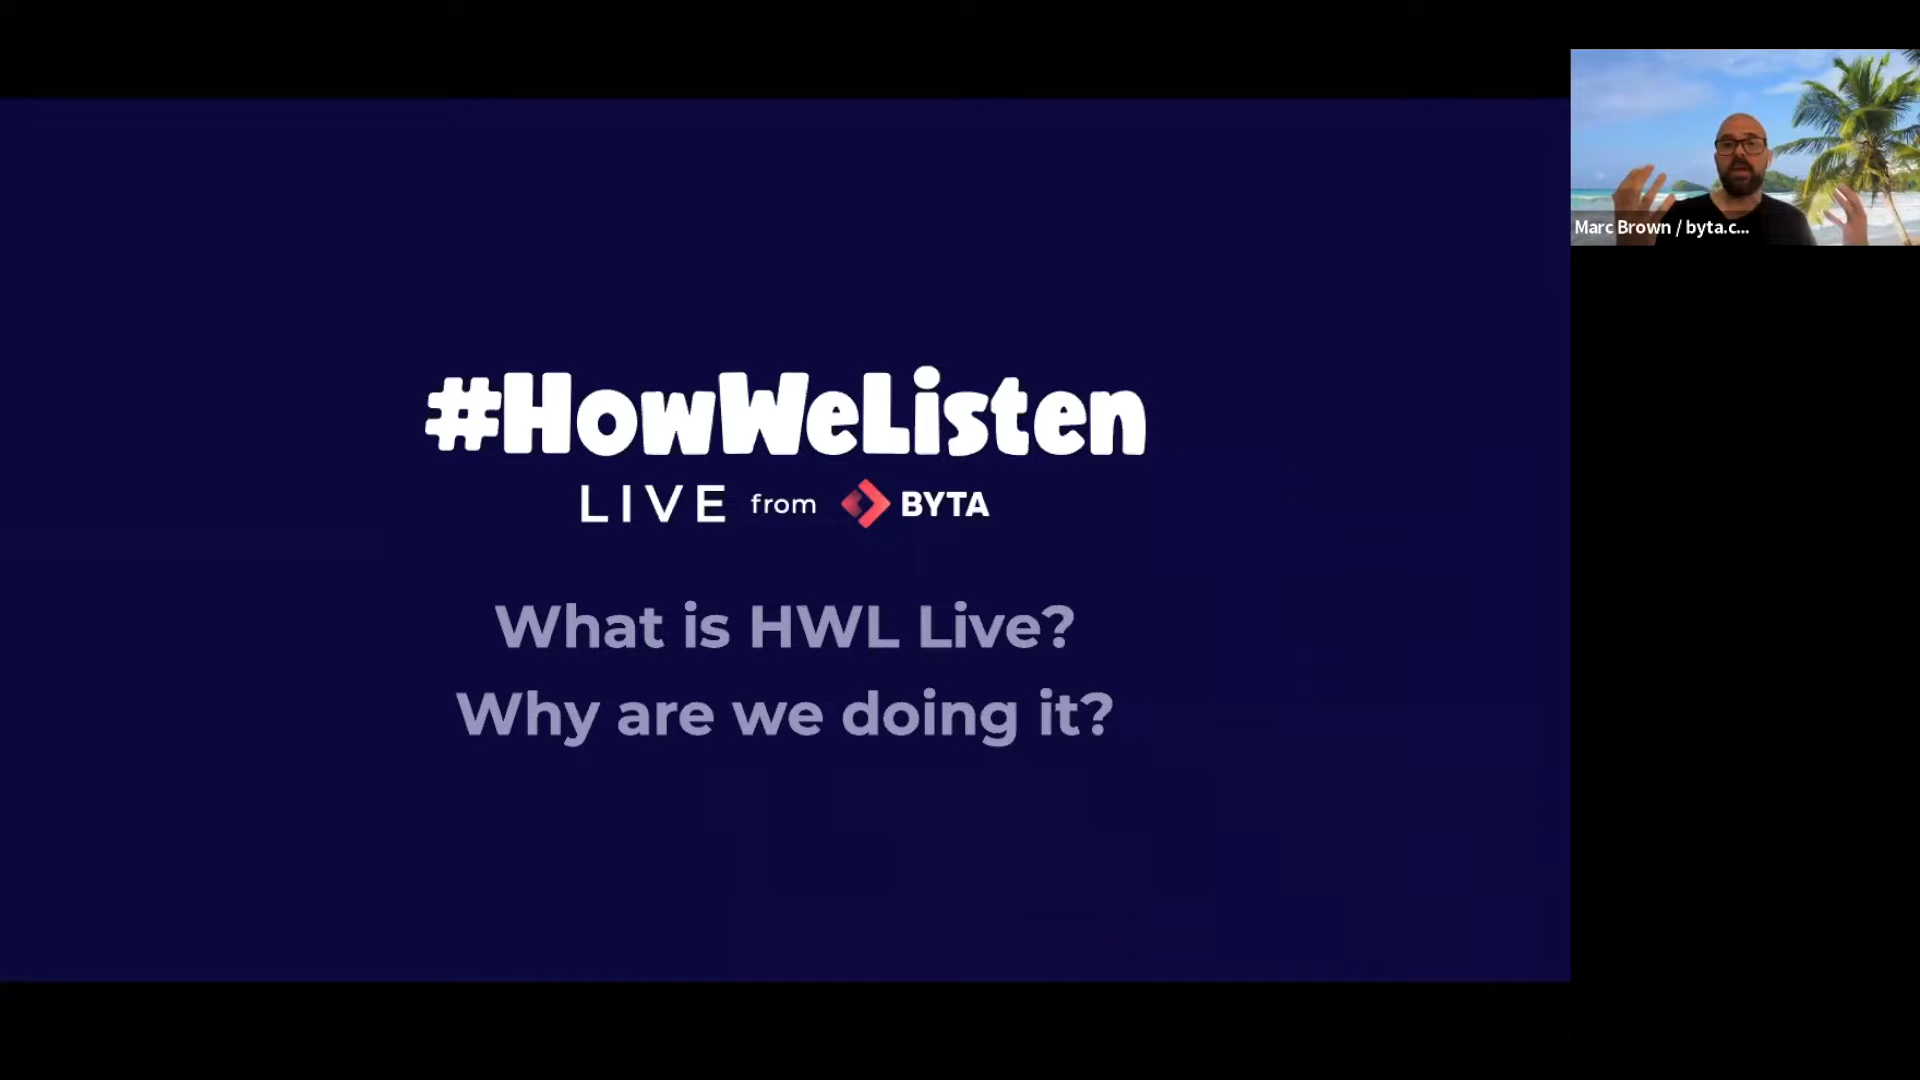 #HowWeListen
LIVE from BYTA
What is HWL Live?
Why are we doing it?
Marc Brown / byta.c...